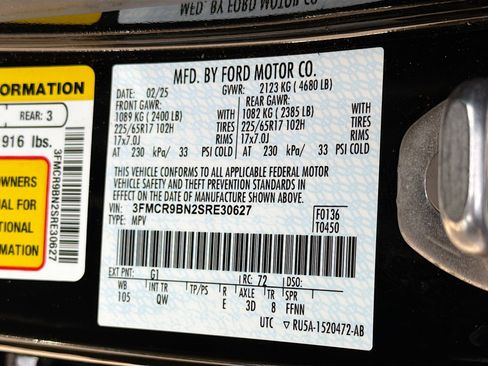 MFD. BY FORD MOTOR CO.
FORMATION
REAR: 3
916 lbs.
OWNERS
IAL FOR
TIONAL
RMATION
3FMCR9BN2SRE30627
MFD. BY FORD MOTOR CO.
DATE: 02/25 GVWR: 2123 KG ( 4680 LB)
FRONT GAWR: REAR GAWR:
1089 KG ( 2400 LB) WITH 1082 KG ( 2385 LB) WITH
225/65R17 102H TIRES 225/65R17 102H TIRES
17x7.0J RIMS 17x7.0J RIMS
AT 230 kPa/ 33 PSI COLD AT 230 kPa/ 33 PSI COLD
THIS VEHICLE CONFORMS TO ALL APPLICABLE FEDERAL MOTOR
VEHICLE SAFETY AND THEFT PREVENTION STANDARDS IN
EFFECT ON THE DATE OF MANUFACTURE SHOWN ABOVE.
VIN: 3FMCR9BN2SRE30627 F0136
TYPE: MPV T0450
EXT PNT: G1 RC: 72
WB INT TR TP/PS R AXLE TR SPR
105 QW E 3D 8 FFNN
UTC RU5A-1520472-AB